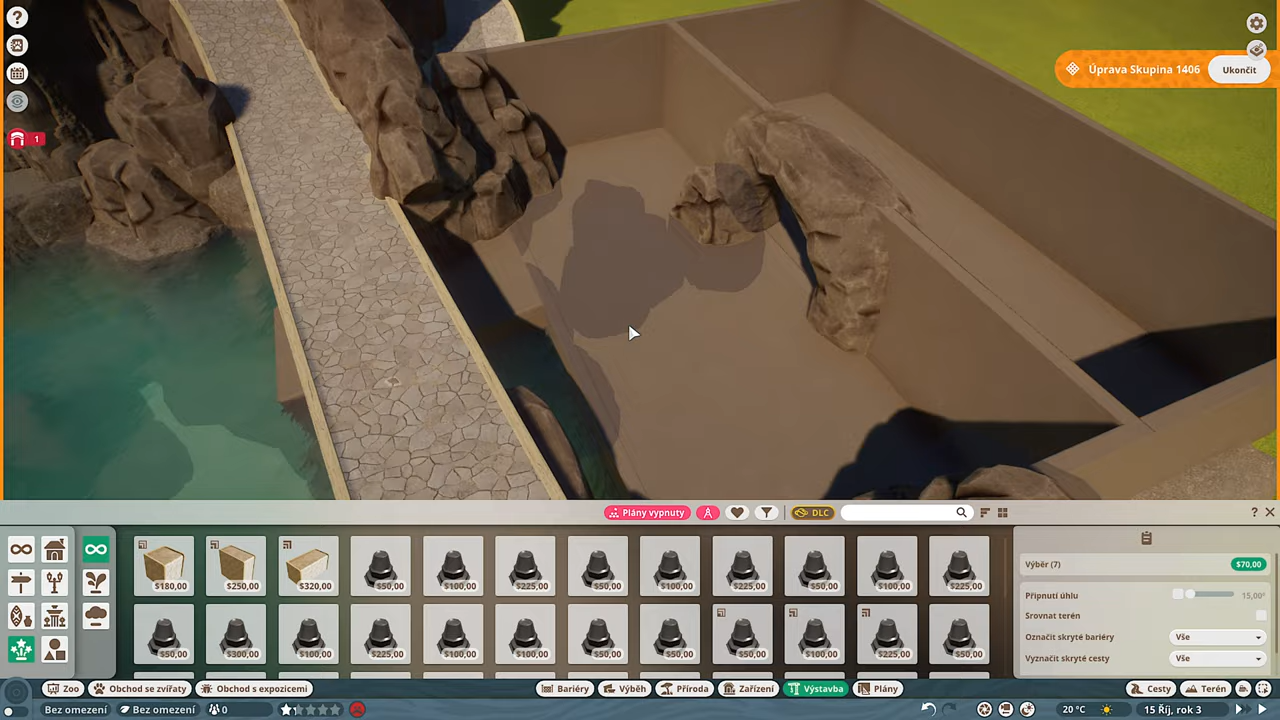 ?
Úprava Skupina 1406
Ukončit
1
Plány vypnuty
DLC
? ✕
$180,00 $250,00 $320,00 $50,00 $100,00 $225,00 $50,00 $100,00 $225,00 $50,00 $100,00 $225,00
$50,00 $300,00 $100,00 $225,00 $100,00 $100,00 $50,00 $50,00 $50,00 $100,00 $225,00 $50,00
Výběr (7) $70,00
Připnutí úhlu 15,00°
Srovnat terén
Označit skryté bariéry Vše
Vyznačit skryté cesty Vše
Zoo Obchod se zvířaty Obchod s expozicemi Bariéry Výběh Příroda Zařízení Výstavba Plány Cesty Terén
Bez omezení Bez omezení 0 1 20 °C 15 Říj, rok 3